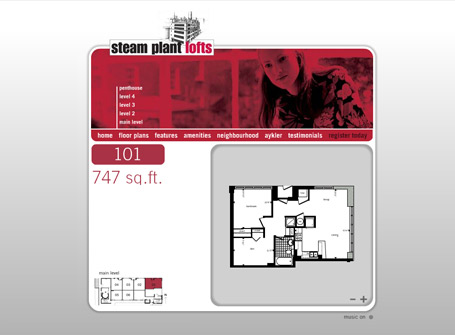 steam plant lofts
penthouse
level 4
level 3
level 2
main level
home floor plans features amenities neighbourhood aykler testimonials register today
101
747 sq.ft.
main level
music on